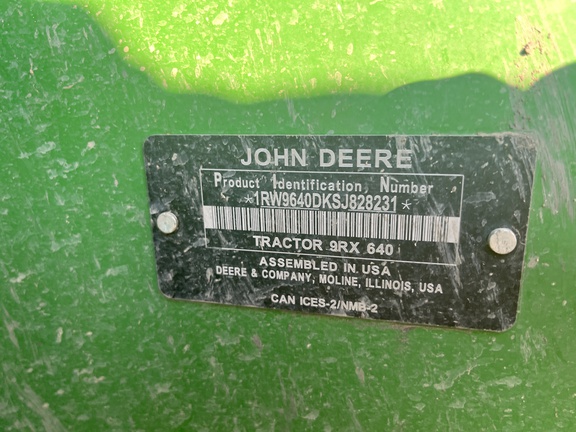 JOHN DEERE
Product Identification Number
*1RW9640DKSJ828231*
TRACTOR 9RX 640
ASSEMBLED IN USA
DEERE & COMPANY, MOLINE, ILLINOIS, USA
CAN ICES-2/NMB-2